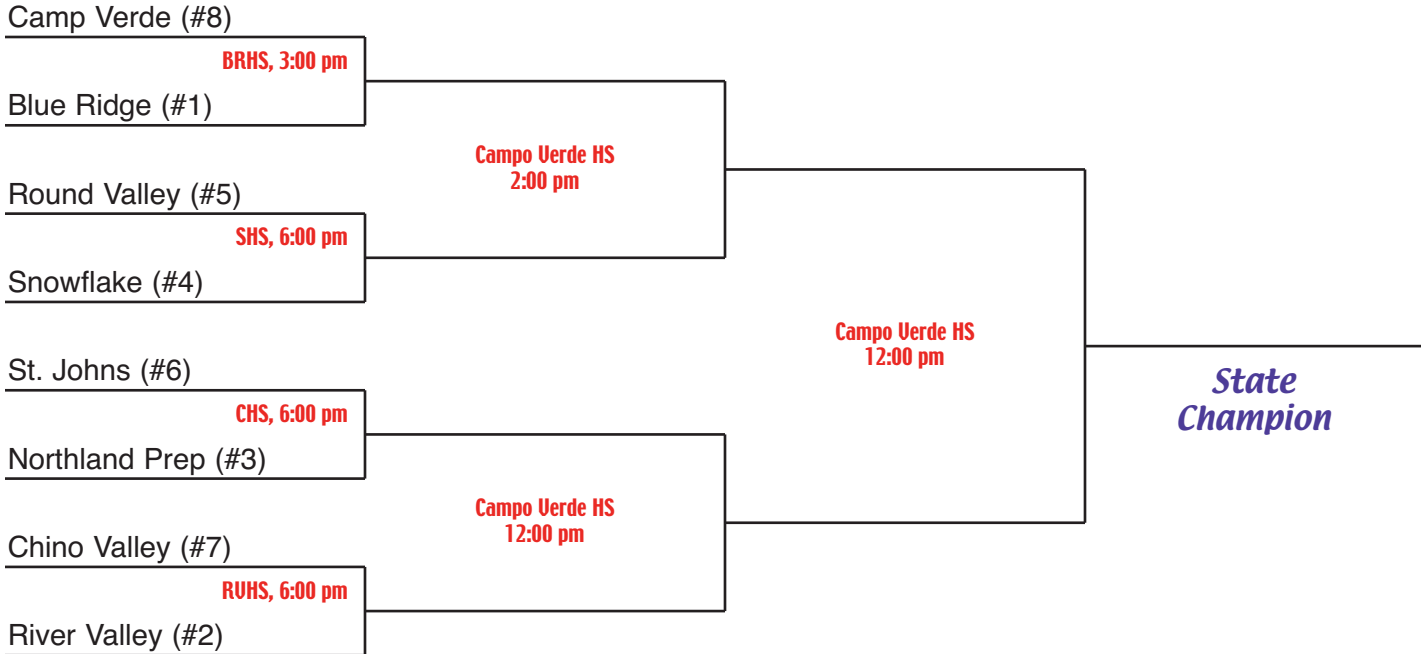 Camp Verde (#8)
BRHS, 3:00 pm
Blue Ridge (#1)
Campo Verde HS
2:00 pm
Round Valley (#5)
SHS, 6:00 pm
Snowflake (#4)
Campo Verde HS
12:00 pm
State
Champion
St. Johns (#6)
CHS, 6:00 pm
Northland Prep (#3)
Campo Verde HS
12:00 pm
Chino Valley (#7)
RVHS, 6:00 pm
River Valley (#2)